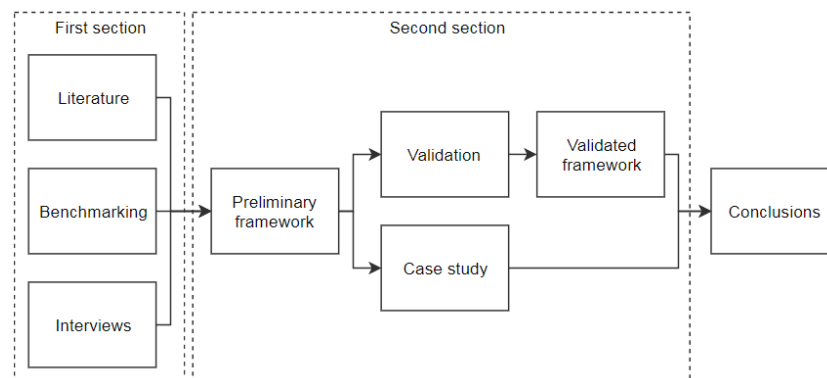 First section
Second section
Literature
Benchmarking
Interviews
Preliminary
framework
Validation
Case study
Validated
framework
Conclusions